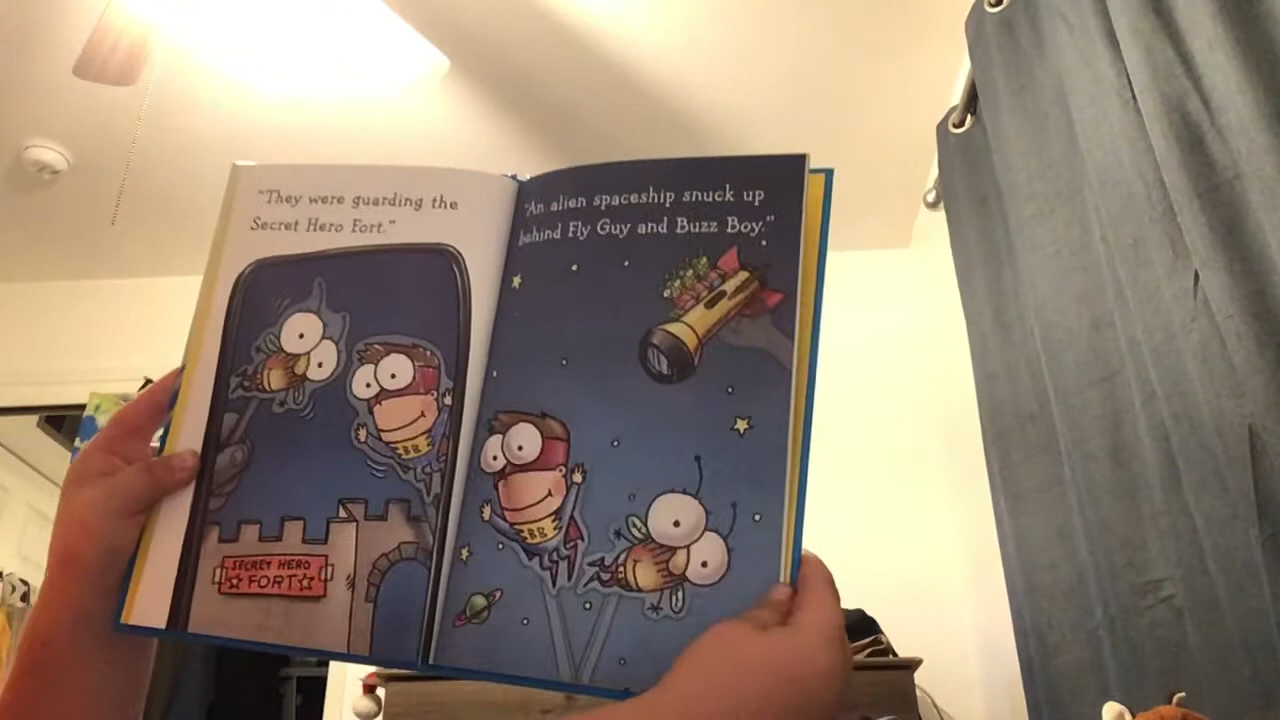 "They were guarding the
Secret Hero Fort."
SECRET HERO
FORT
BB
"An alien spaceship snuck up
behind Fly Guy and Buzz Boy."
BB